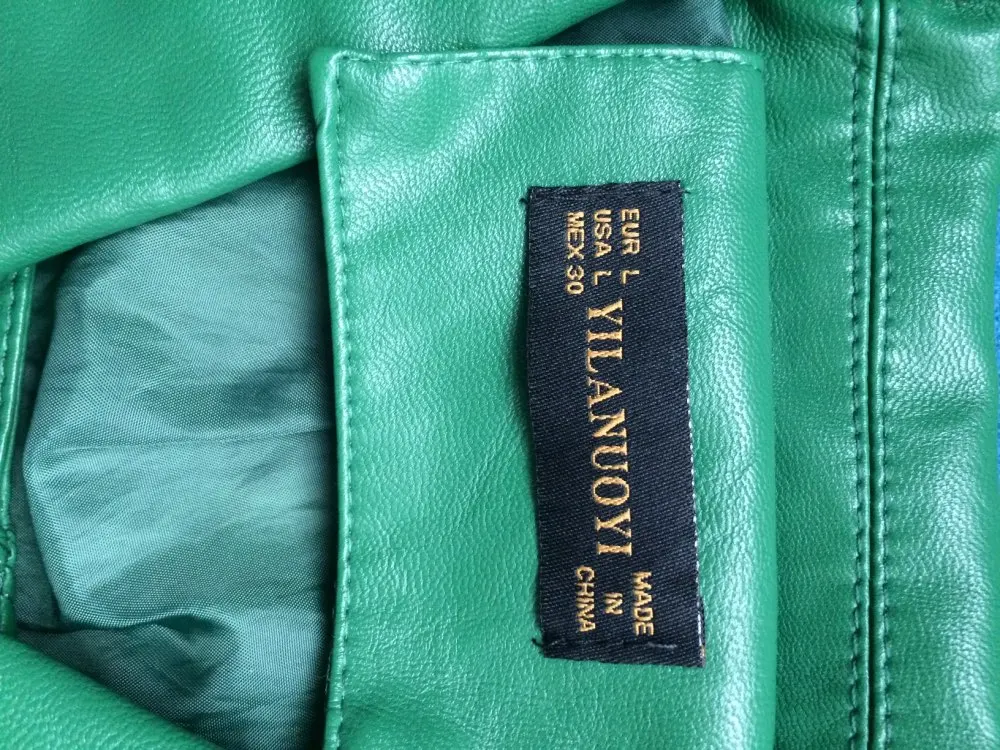 EUR L
USA L
MEX 30
YILANUOYI
MADE
IN
CHINA